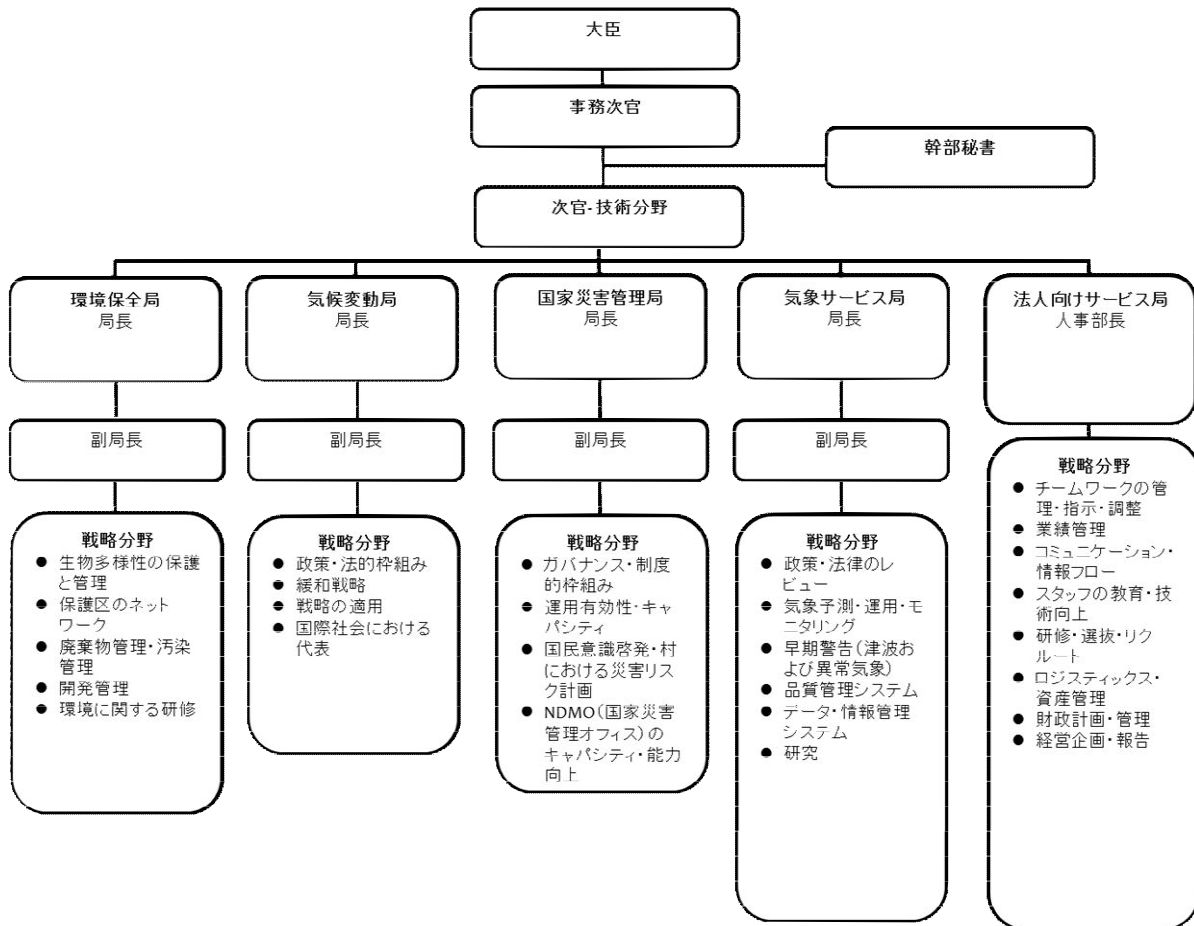 大臣
事務次官
幹部秘書
次官-技術分野
環境保全局
局長
気候変動局
局長
国家災害管理局
局長
気象サービス局
局長
法人向けサービス局
人事部長
副局長
副局長
副局長
副局長
戦略分野
● 生物多様性の保護
と管理
● 保護区のネット
ワーク
● 廃棄物管理・汚染
管理
● 開発管理
● 環境に関する研修
戦略分野
● 政策・法的枠組み
● 緩和戦略
● 戦略の適用
● 国際社会における
代表
戦略分野
● ガバナンス・制度
的枠組み
● 運用有効性・キャ
パシティ
● 国民意識啓発・村
における災害リス
ク計画
● NDMO(国家災害
管理オフィス)の
キャパシティ・能力
向上
戦略分野
● 政策・法律のレ
ビュー
● 気象予測・運用・モ
ニタリング
● 早期警告(津波お
よび異常気象)
● 品質管理システム
● データ・情報管理
システム
● 研究
戦略分野
● チームワークの管
理・指示・調整
● 業績管理
● コミュニケーション・
情報フロー
● スタッフの教育・技
術向上
● 研修・選抜・リク
ルート
● ロジスティックス・
資産管理
● 財政計画・管理
● 経営企画・報告